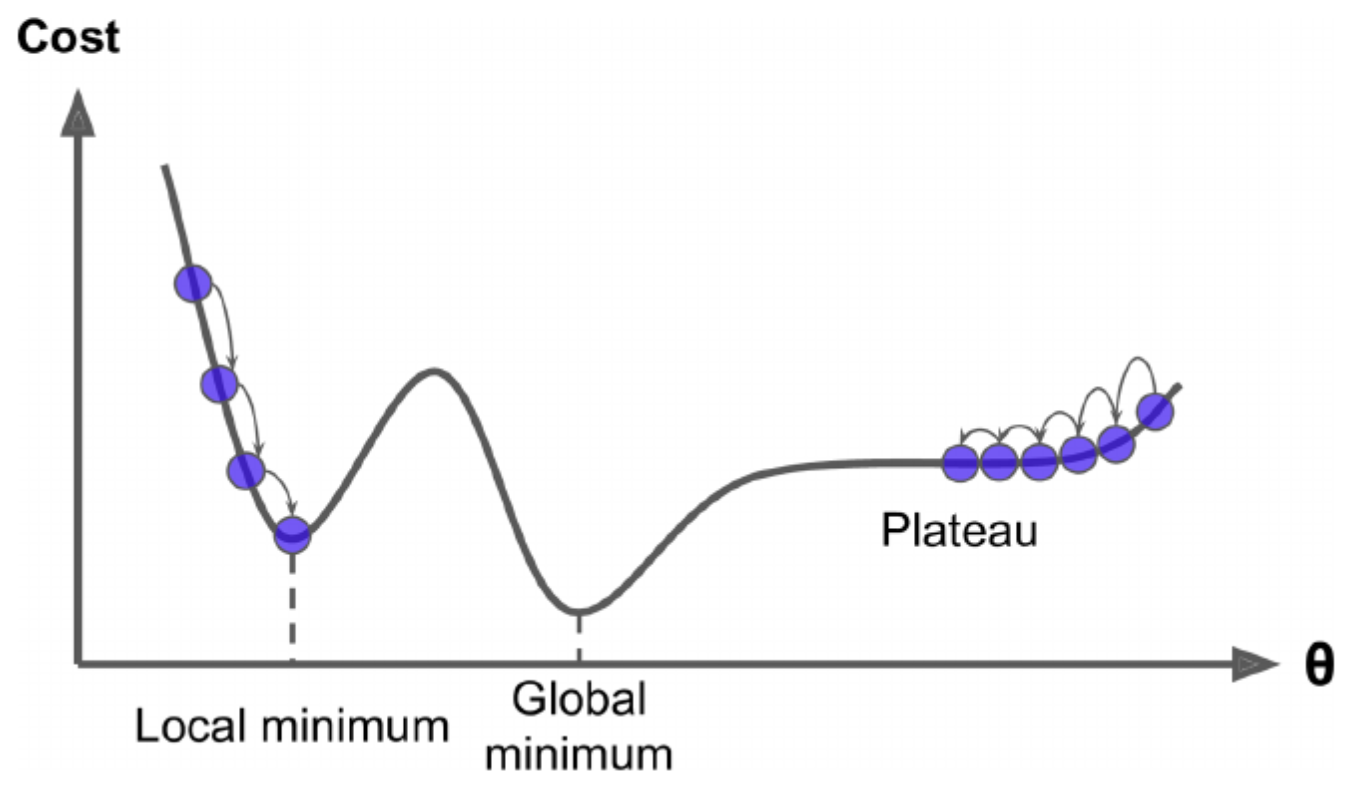 Cost
Plateau
θ
Local minimum
Global
minimum